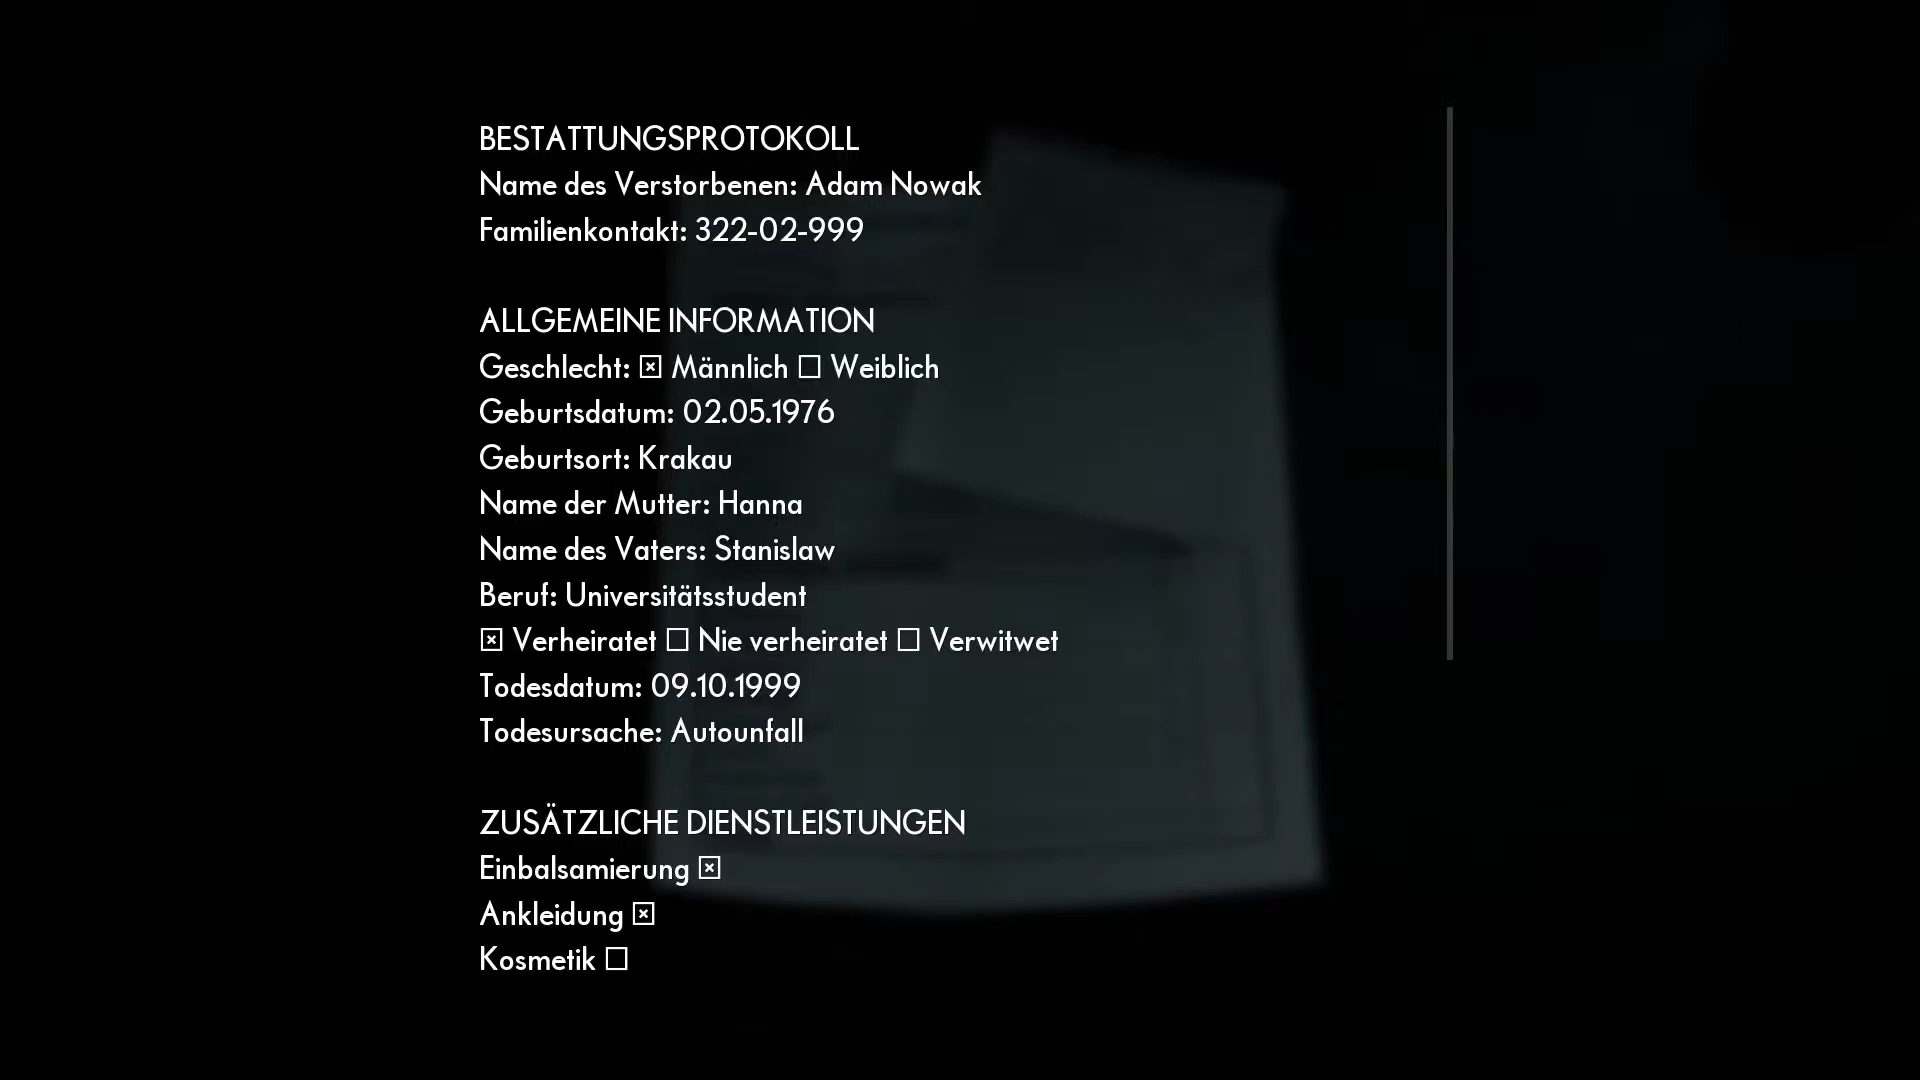 BESTATTUNGSPROTOKOLL
Name des Verstorbenen: Adam Nowak
Familienkontakt: 322-02-999
ALLGEMEINE INFORMATION
Geschlecht: ☒ Männlich ☐ Weiblich
Geburtsdatum: 02.05.1976
Geburtsort: Krakau
Name der Mutter: Hanna
Name des Vaters: Stanislaw
Beruf: Universitätsstudent
☒ Verheiratet ☐ Nie verheiratet ☐ Verwitwet
Todesdatum: 09.10.1999
Todesursache: Autounfall
ZUSÄTZLICHE DIENSTLEISTUNGEN
Einbalsamierung ☒
Ankleidung ☒
Kosmetik ☐